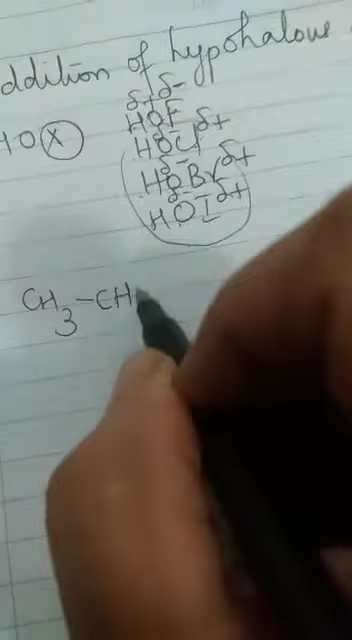 ddition of hypohalous
δ+ δ-
HOF
HO(X)
δ- δ+
HOCl
δ- δ+
HOBr
δ- δ+
HOI
CH3-CH